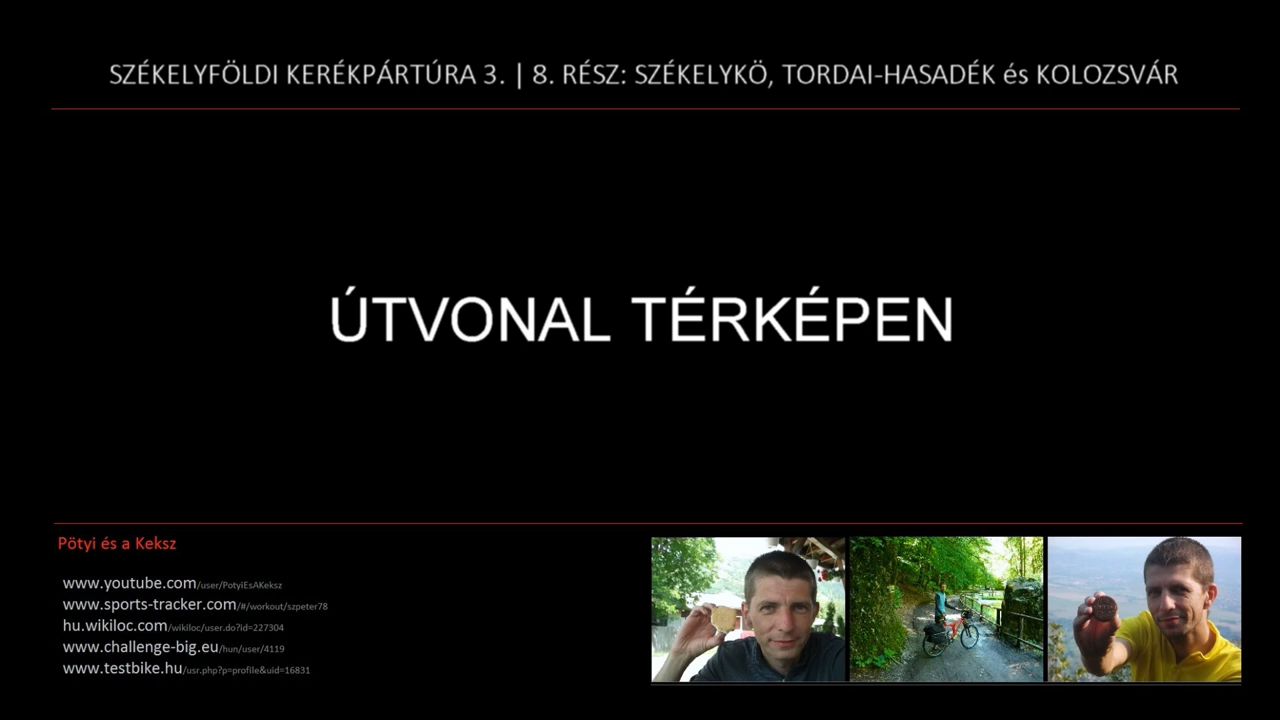 SZÉKELYFÖLDI KERÉKPÁRTÚRA 3. | 8. RÉSZ: SZÉKELYKÖ, TORDAI-HASADÉK és KOLOZSVÁR
ÚTVONAL TÉRKÉPEN
Pötyi és a Keksz
www.youtube.com/user/PotyiEsAKeksz
www.sports-tracker.com/#/workout/szpeter78
hu.wikiloc.com/wikiloc/user.do?id=227304
www.challenge-big.eu/hun/user/4119
www.testbike.hu/usr.php?p=profile&uid=16831